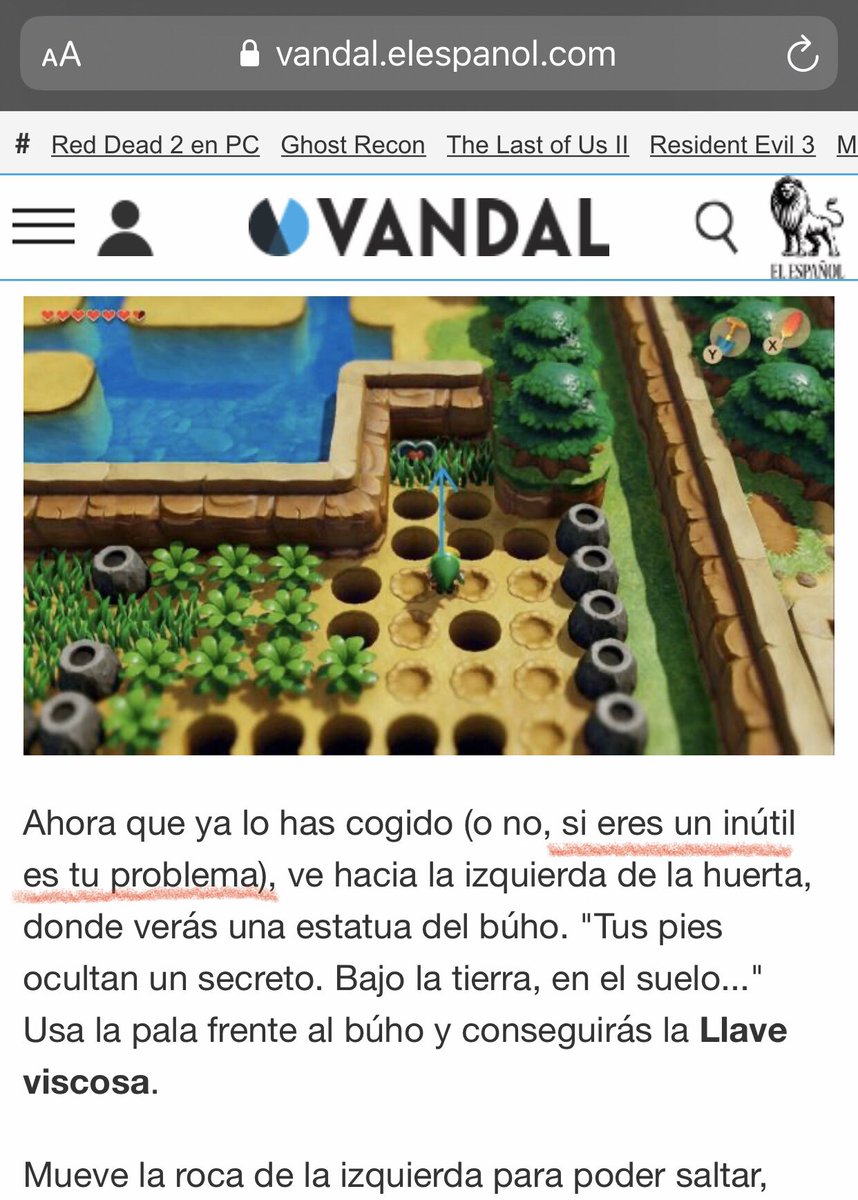 AA vandal.elespanol.com
# Red Dead 2 en PC Ghost Recon The Last of Us II Resident Evil 3 M
VANDAL
EL ESPAÑOL
Y X
Ahora que ya lo has cogido (o no, si eres un inútil
es tu problema), ve hacia la izquierda de la huerta,
donde verás una estatua del búho. "Tus pies
ocultan un secreto. Bajo la tierra, en el suelo..."
Usa la pala frente al búho y conseguirás la Llave
viscosa.
Mueve la roca de la izquierda para poder saltar,